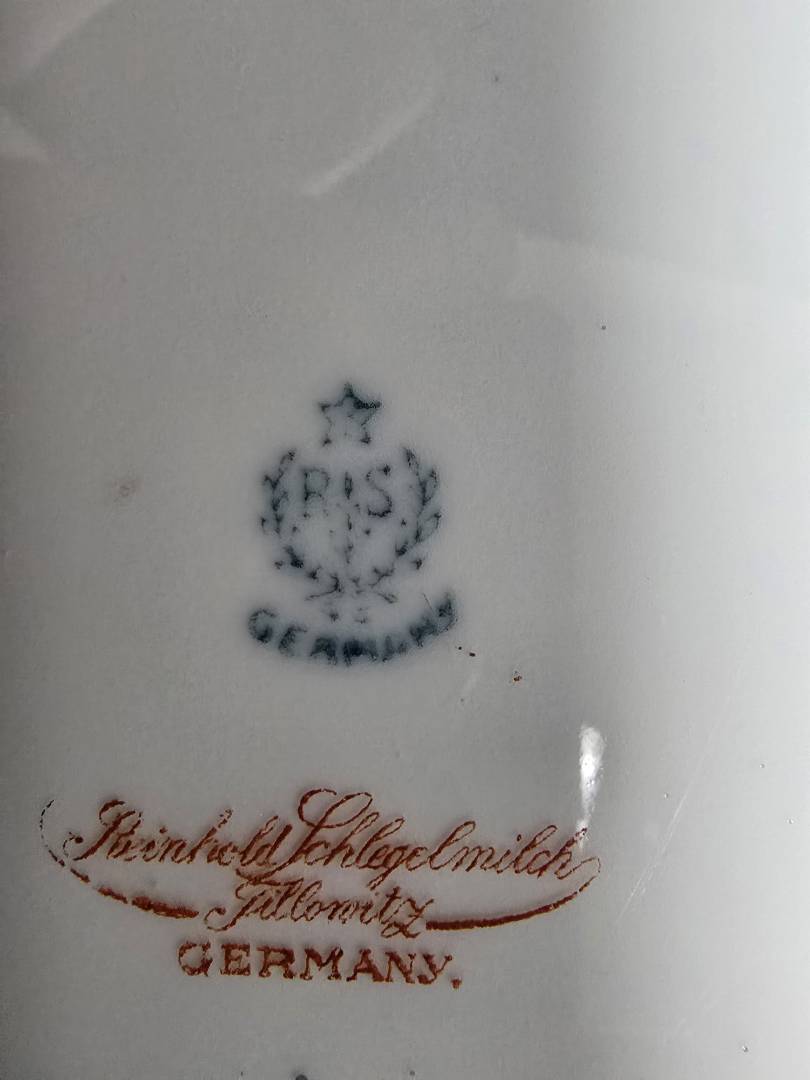 R S
GERMANY
Reinhold Schlegelmilch
Tillowitz
GERMANY.